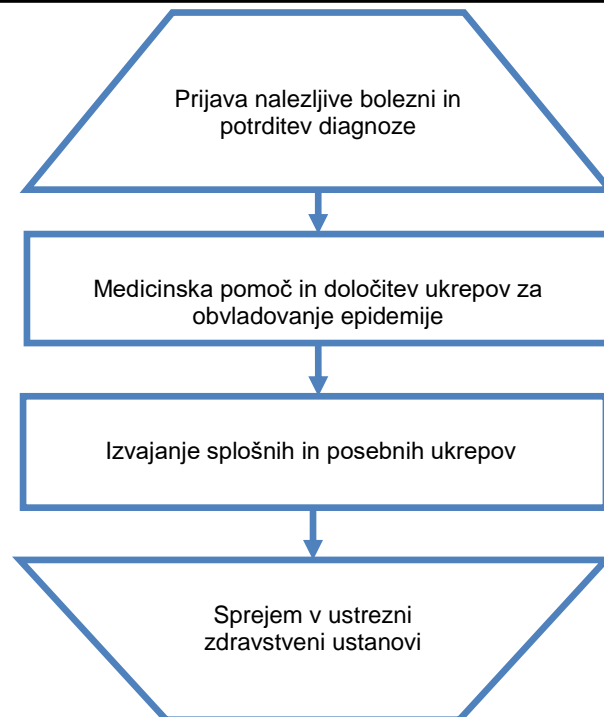 Prijava nalezljive bolezni in
potrditev diagnoze
Medicinska pomoč in določitev ukrepov za
obvladovanje epidemije
Izvajanje splošnih in posebnih ukrepov
Sprejem v ustrezni
zdravstveni ustanovi